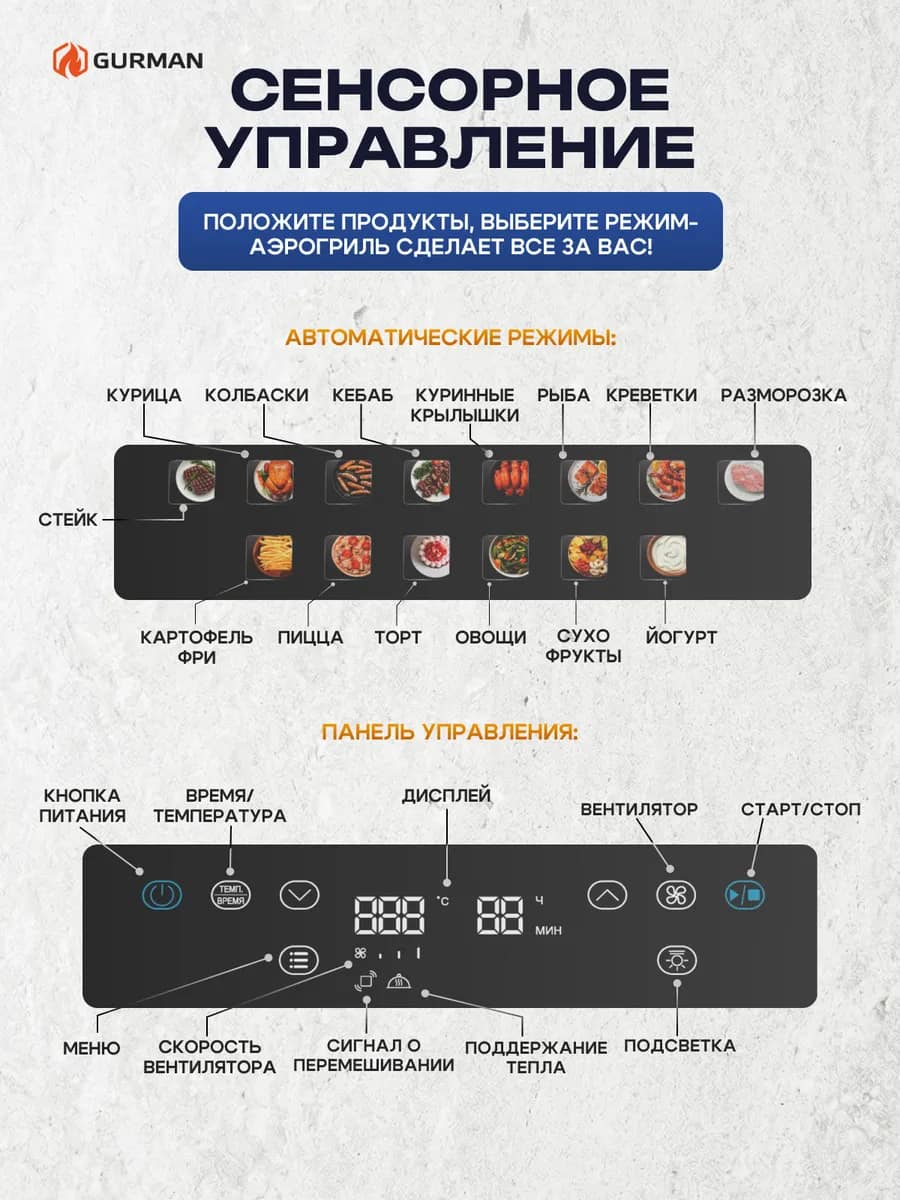 GURMAN
СЕНСОРНОЕ
УПРАВЛЕНИЕ
ПОЛОЖИТЕ ПРОДУКТЫ, ВЫБЕРИТЕ РЕЖИМ-
АЭРОГРИЛЬ СДЕЛАЕТ ВСЕ ЗА ВАС!
АВТОМАТИЧЕСКИЕ РЕЖИМЫ:
КУРИЦА
КОЛБАСКИ
КЕБАБ
КУРИННЫЕ
КРЫЛЫШКИ
РЫБА
КРЕВЕТКИ
РАЗМОРОЗКА
СТЕЙК
КАРТОФЕЛЬ
ФРИ
ПИЦЦА
ТОРТ
ОВОЩИ
СУХО
ФРУКТЫ
ЙОГУРТ
ПАНЕЛЬ УПРАВЛЕНИЯ:
КНОПКА
ПИТАНИЯ
ВРЕМЯ/
ТЕМПЕРАТУРА
ДИСПЛЕЙ
ВЕНТИЛЯТОР
СТАРТ/СТОП
ТЕМП.
ВРЕМЯ
888
°C
88
Ч
МИН
МЕНЮ
СКОРОСТЬ
ВЕНТИЛЯТОРА
СИГНАЛ О
ПЕРЕМЕШИВАНИИ
ПОДДЕРЖАНИЕ
ТЕПЛА
ПОДСВЕТКА